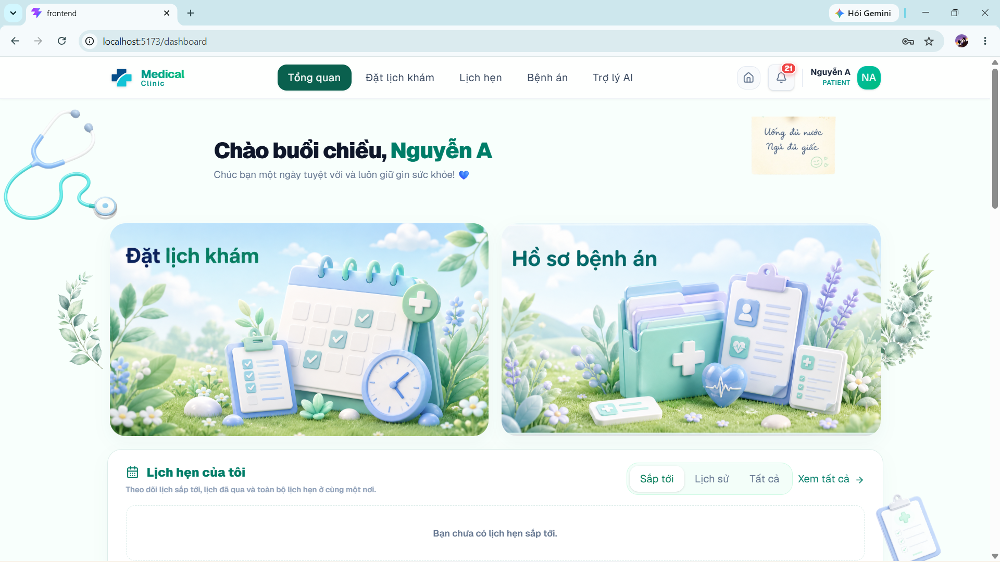 frontend
Hỏi Gemini
localhost:5173/dashboard
Medical
Clinic
Tổng quan
Đặt lịch khám
Lịch hẹn
Bệnh án
Trợ lý AI
21
Nguyễn A
PATIENT
NA
Uống đủ nước
Ngủ đủ giấc
Chào buổi chiều, Nguyễn A
Chúc bạn một ngày tuyệt vời và luôn giữ gìn sức khỏe! 💙
Đặt lịch khám
Hồ sơ bệnh án
Lịch hẹn của tôi
Theo dõi lịch sắp tới, lịch đã qua và toàn bộ lịch hẹn ở cùng một nơi.
Sắp tới
Lịch sử
Tất cả
Xem tất cả →
Bạn chưa có lịch hẹn sắp tới.